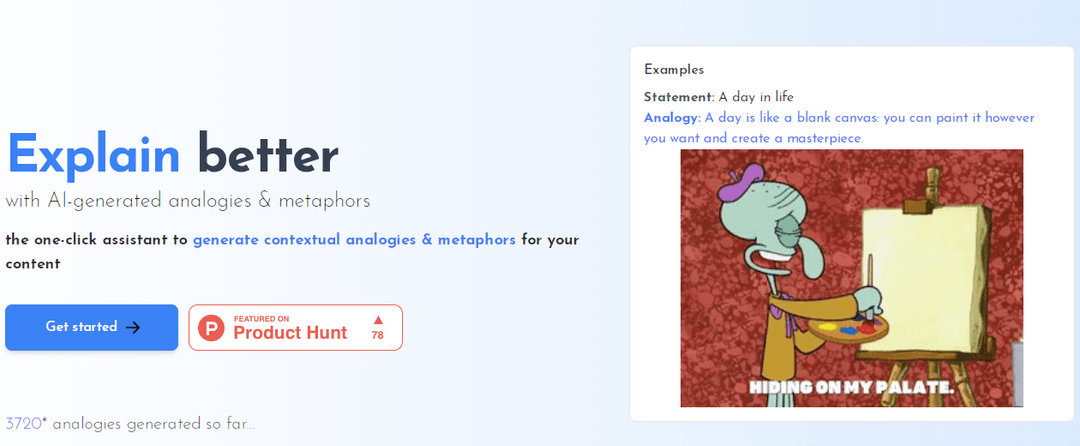 Explain better
with AI-generated analogies & metaphors
the one-click assistant to generate contextual analogies & metaphors for your
content
Get started →
P
FEATURED ON
Product Hunt
▲
78
3720* analogies generated so far...
Examples
Statement: A day in life
Analogy: A day is like a blank canvas: you can paint it however
you want and create a masterpiece.
HIDING ON MY PALATE.